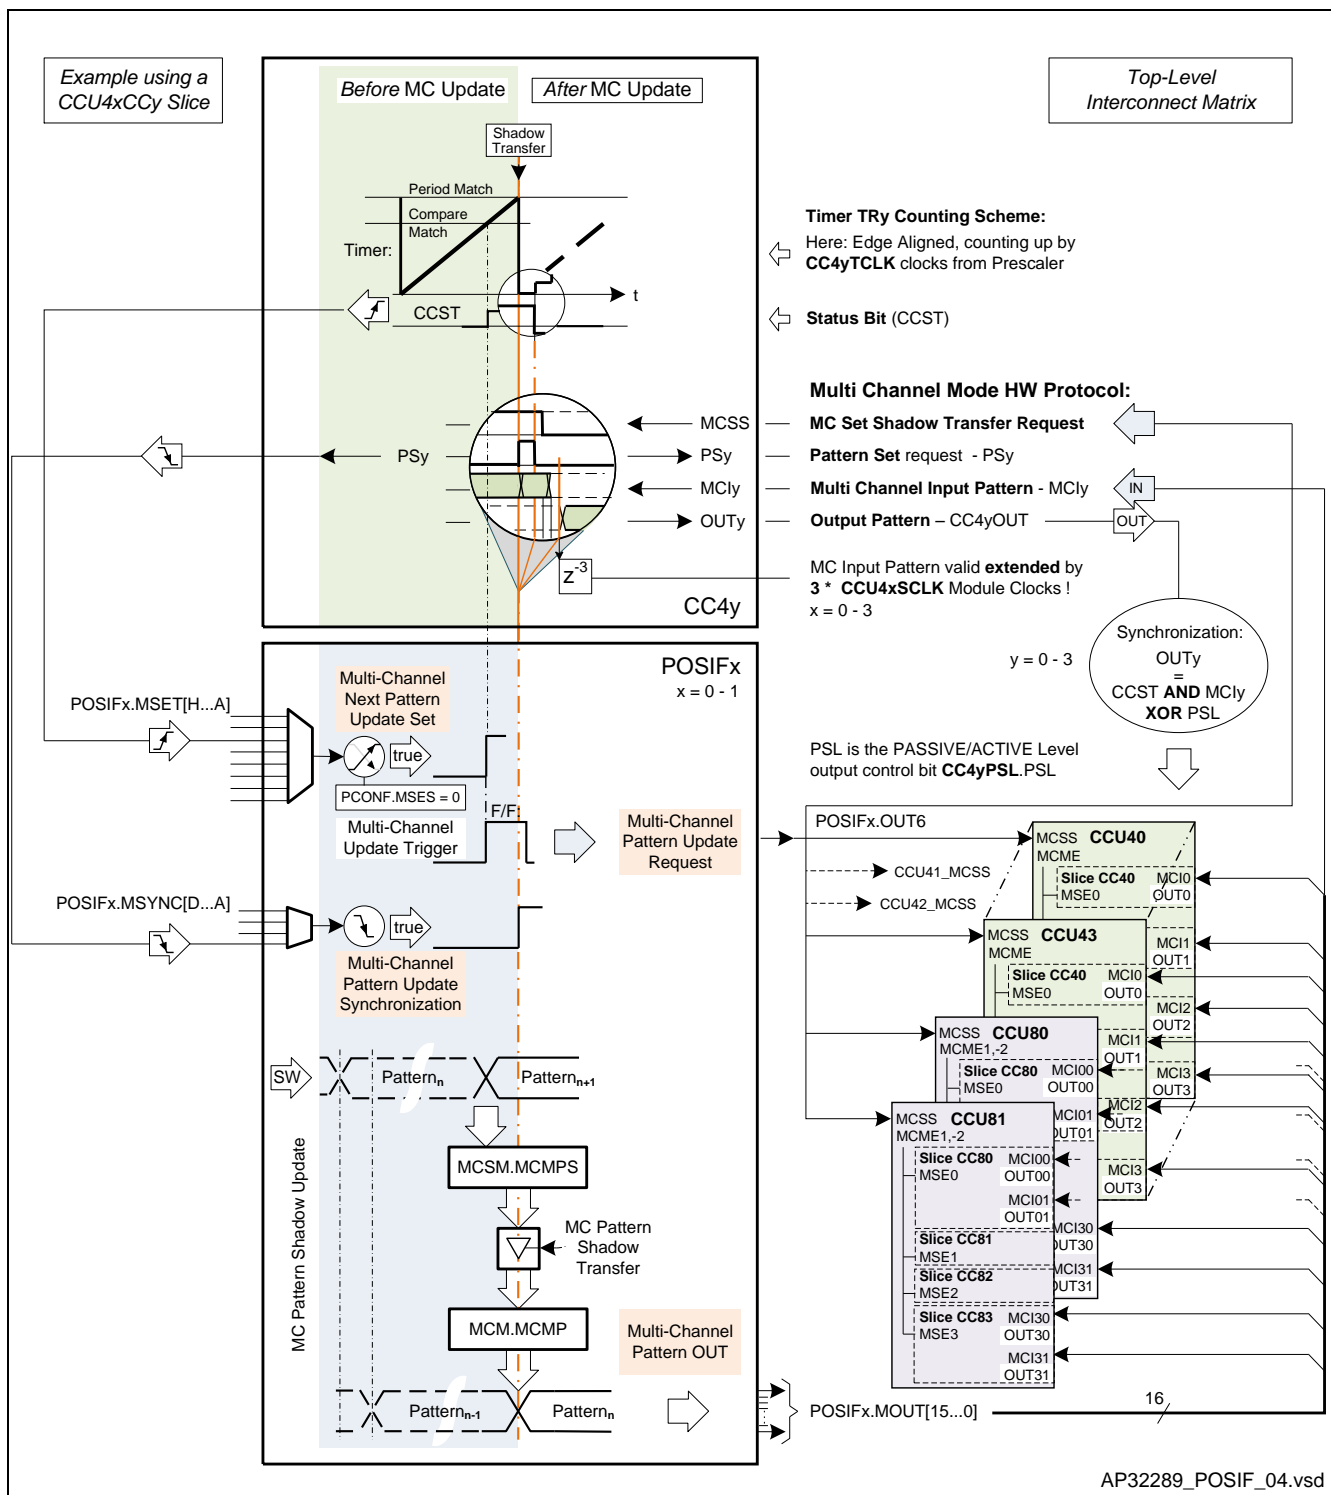 Example using a
CCU4xCCy Slice
Before MC Update
After MC Update
Top-Level
Interconnect Matrix
Shadow
Transfer
Period Match
Compare
Match
Timer:
t
CCST
Timer TRy Counting Scheme:
Here: Edge Aligned, counting up by
CC4yTCLK clocks from Prescaler
Status Bit (CCST)
Multi Channel Mode HW Protocol:
MCSS
MC Set Shadow Transfer Request
PSy
PSy
Pattern Set request - PSy
MCIy
Multi Channel Input Pattern - MCIy
IN
OUTy
Output Pattern – CC4yOUT
OUT
z-3
MC Input Pattern valid extended by
3 * CCU4xSCLK Module Clocks !
x = 0 - 3
CC4y
Synchronization:
OUTy
=
CCST AND MCIy
XOR PSL
y = 0 - 3
PSL is the PASSIVE/ACTIVE Level
output control bit CC4yPSL.PSL
POSIFx
x = 0 - 1
POSIFx.MSET[H...A]
Multi-Channel
Next Pattern
Update Set
true
PCONF.MSES = 0
Multi-Channel
Update Trigger
F/F
Multi-Channel
Pattern Update
Request
POSIFx.OUT6
CCU41_MCSS
CCU42_MCSS
POSIFx.MSYNC[D...A]
true
Multi-Channel
Pattern Update
Synchronization
SW
Patternn
Patternn+1
MC Pattern Shadow Update
MCSM.MCMPS
MC Pattern
Shadow
Transfer
MCM.MCMP
Multi-Channel
Pattern OUT
Patternn-1
Patternn
POSIFx.MOUT[15...0]
16
MCSS CCU40
MCME
Slice CC40 MCI0
MSE0 OUT0
MCI1
OUT1
MCI2
OUT2
MCI3
OUT3
MCSS CCU43
MCME
Slice CC40 MCI0
MSE0 OUT0
MCI1
OUT1
MCI2
OUT2
MCI3
OUT3
MCSS CCU80
MCME1,-2
Slice CC80 MCI00
MSE0 OUT00
MCI01
OUT01
MCI30
OUT30
MCI31
OUT31
MCSS CCU81
MCME1,-2
Slice CC80 MCI00
MSE0 OUT00
MCI01
OUT01
Slice CC81
MSE1
Slice CC82
MSE2
Slice CC83 MCI30
MSE3 OUT30
MCI31
OUT31
AP32289_POSIF_04.vsd